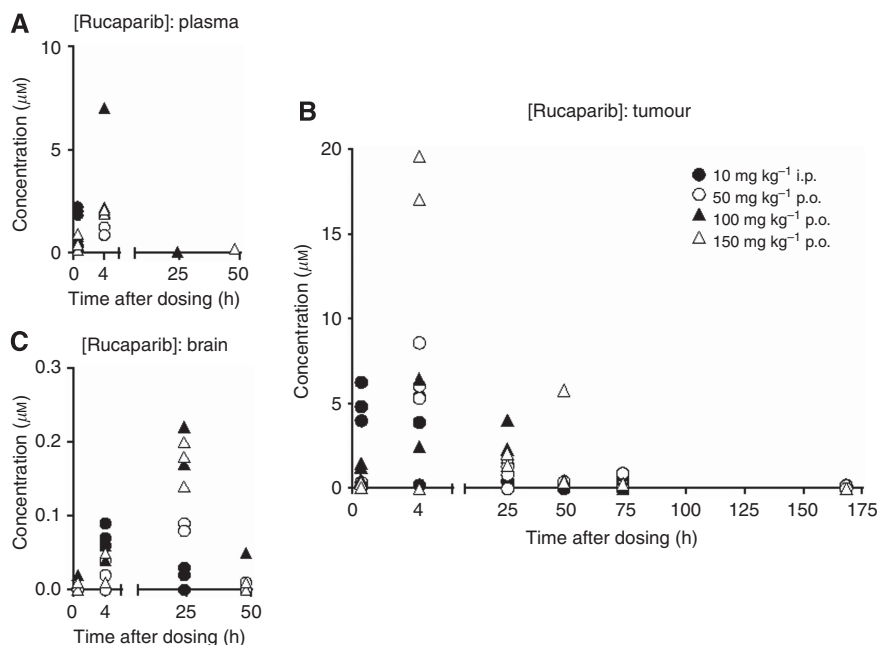 A
[Rucaparib]: plasma
Concentration (μM)
10
5
0
0 4 25 50
Time after dosing (h)
B
[Rucaparib]: tumour
Concentration (μM)
20
15
10
5
0
10 mg kg⁻¹ i.p.
50 mg kg⁻¹ p.o.
100 mg kg⁻¹ p.o.
150 mg kg⁻¹ p.o.
0 4 25 50 75 100 125 150 175
Time after dosing (h)
C
[Rucaparib]: brain
Concentration (μM)
0.3
0.2
0.1
0.0
0 4 25 50
Time after dosing (h)